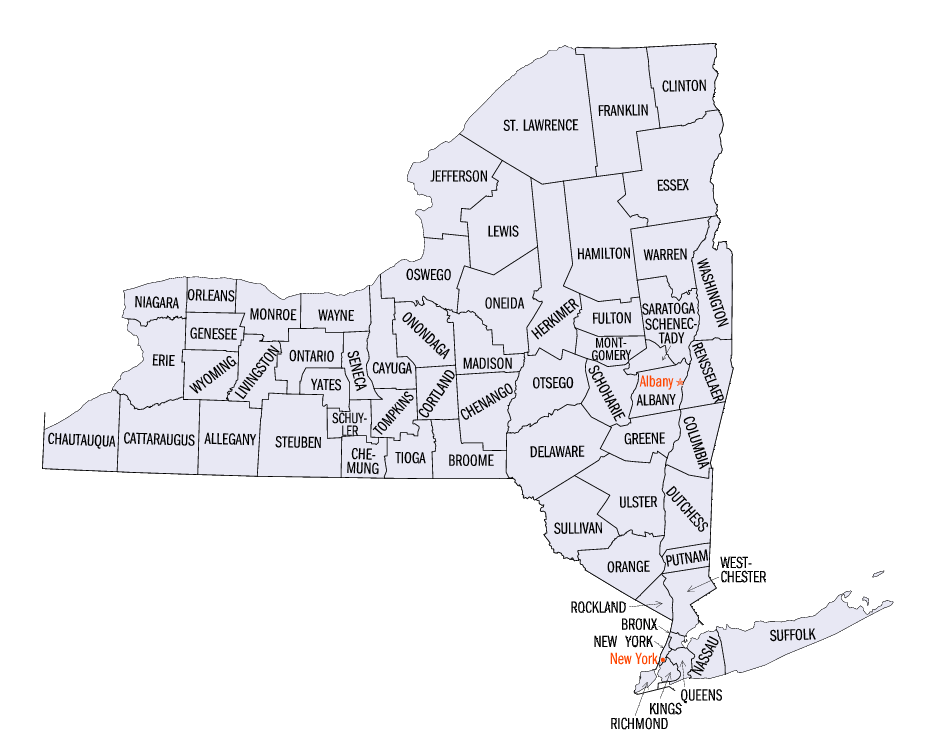 CLINTON
FRANKLIN
ST. LAWRENCE
JEFFERSON
ESSEX
LEWIS
HAMILTON
WARREN
WASHINGTON
OSWEGO
ONEIDA
HERKIMER
ORLEANS
NIAGARA
MONROE
WAYNE
ONONDAGA
FULTON
SARATOGA
SCHENEC-
TADY
GENESEE
MONT-
GOMERY
ERIE
WYOMING
LIVINGSTON
ONTARIO
SENECA
CAYUGA
MADISON
RENSSELAER
YATES
CORTLAND
CHENANGO
OTSEGO
SCHOHARIE
Albany
ALBANY
TOMPKINS
SCHUY-
LER
CHAUTAUQUA
CATTARAUGUS
ALLEGANY
STEUBEN
CHE-
MUNG
TIOGA
BROOME
DELAWARE
GREENE
COLUMBIA
ULSTER
DUTCHESS
SULLIVAN
ORANGE
PUTNAM
WEST-
CHESTER
ROCKLAND
BRONX
NEW YORK
New York
NASSAU
SUFFOLK
QUEENS
KINGS
RICHMOND